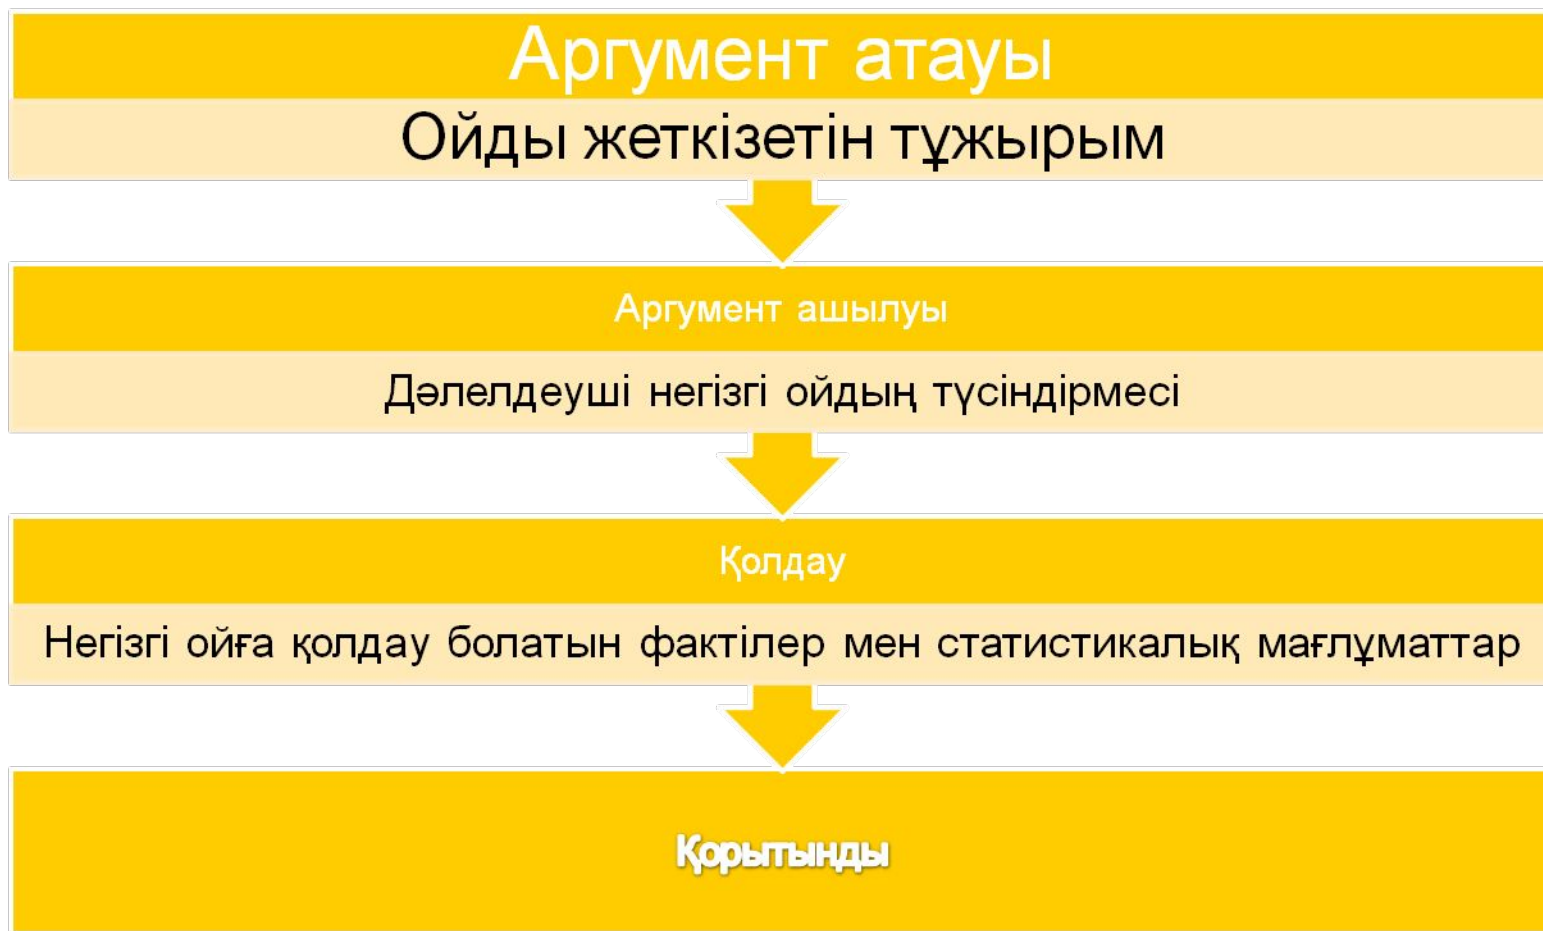 Аргумент атауы
Ойды жеткізетін тұжырым
Аргумент ашылуы
Дәлелдеуші негізгі ойдың түсіндірмесі
Қолдау
Негізгі ойға қолдау болатын фактілер мен статистикалық мағлұматтар
Қорытынды